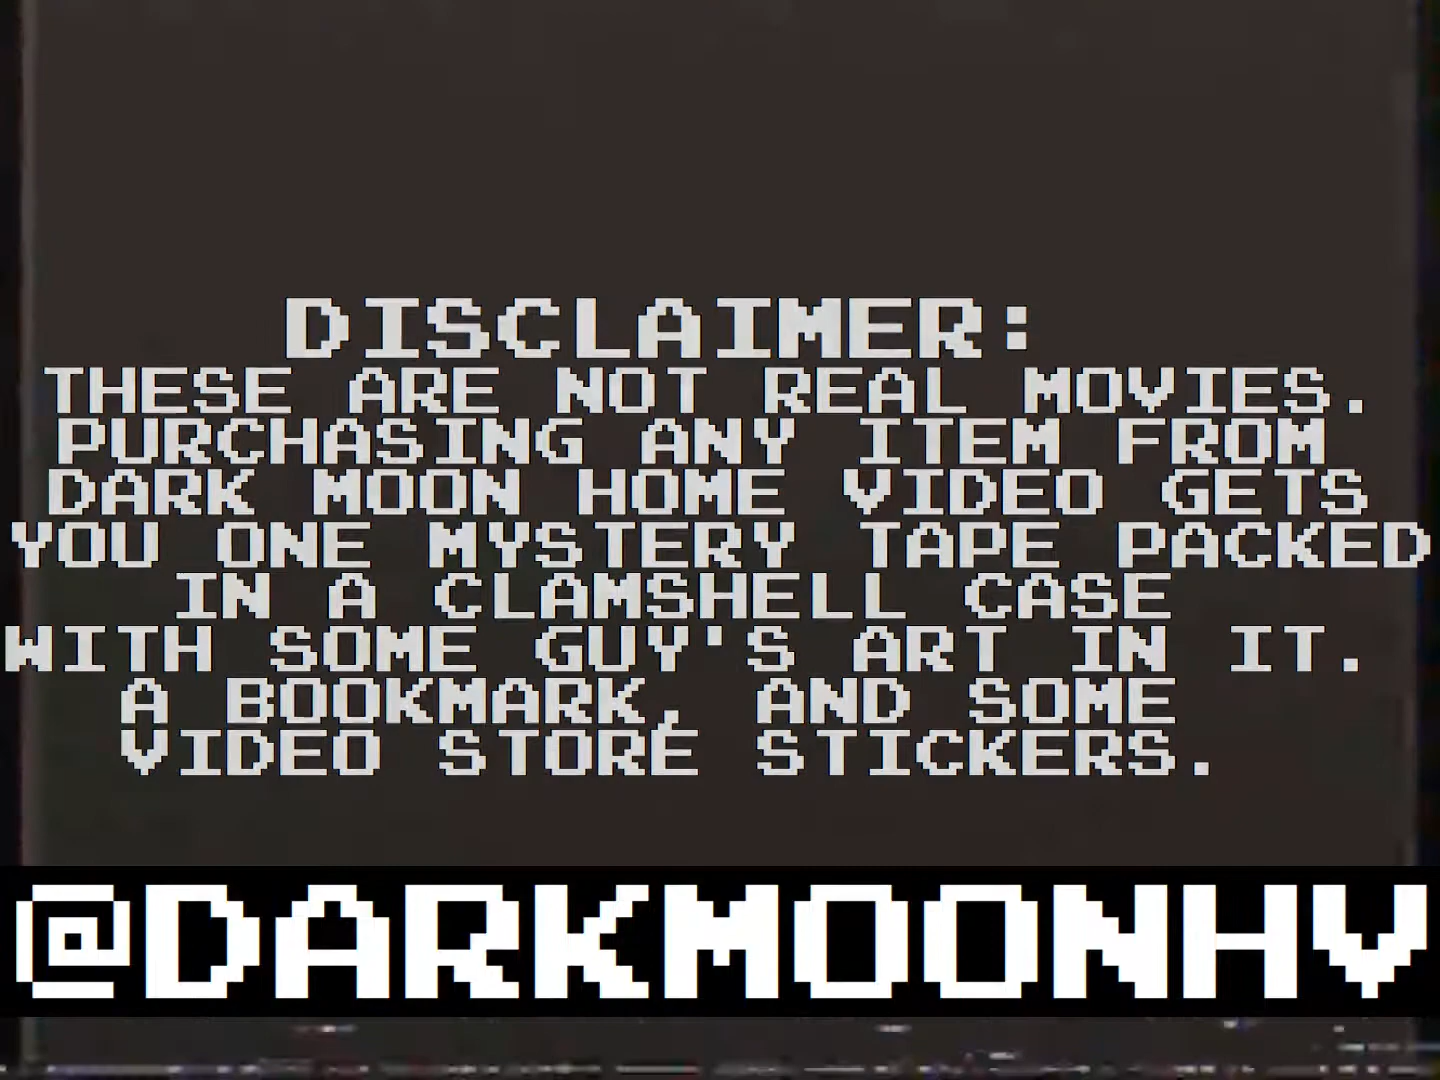 DISCLAIMER:
THESE ARE NOT REAL MOVIES.
PURCHASING ANY ITEM FROM
DARK MOON HOME VIDEO GETS
YOU ONE MYSTERY TAPE PACKED
IN A CLAMSHELL CASE
WITH SOME GUY'S ART IN IT.
A BOOKMARK, AND SOME
VIDEO STORE STICKERS.
@DARKMOONHV